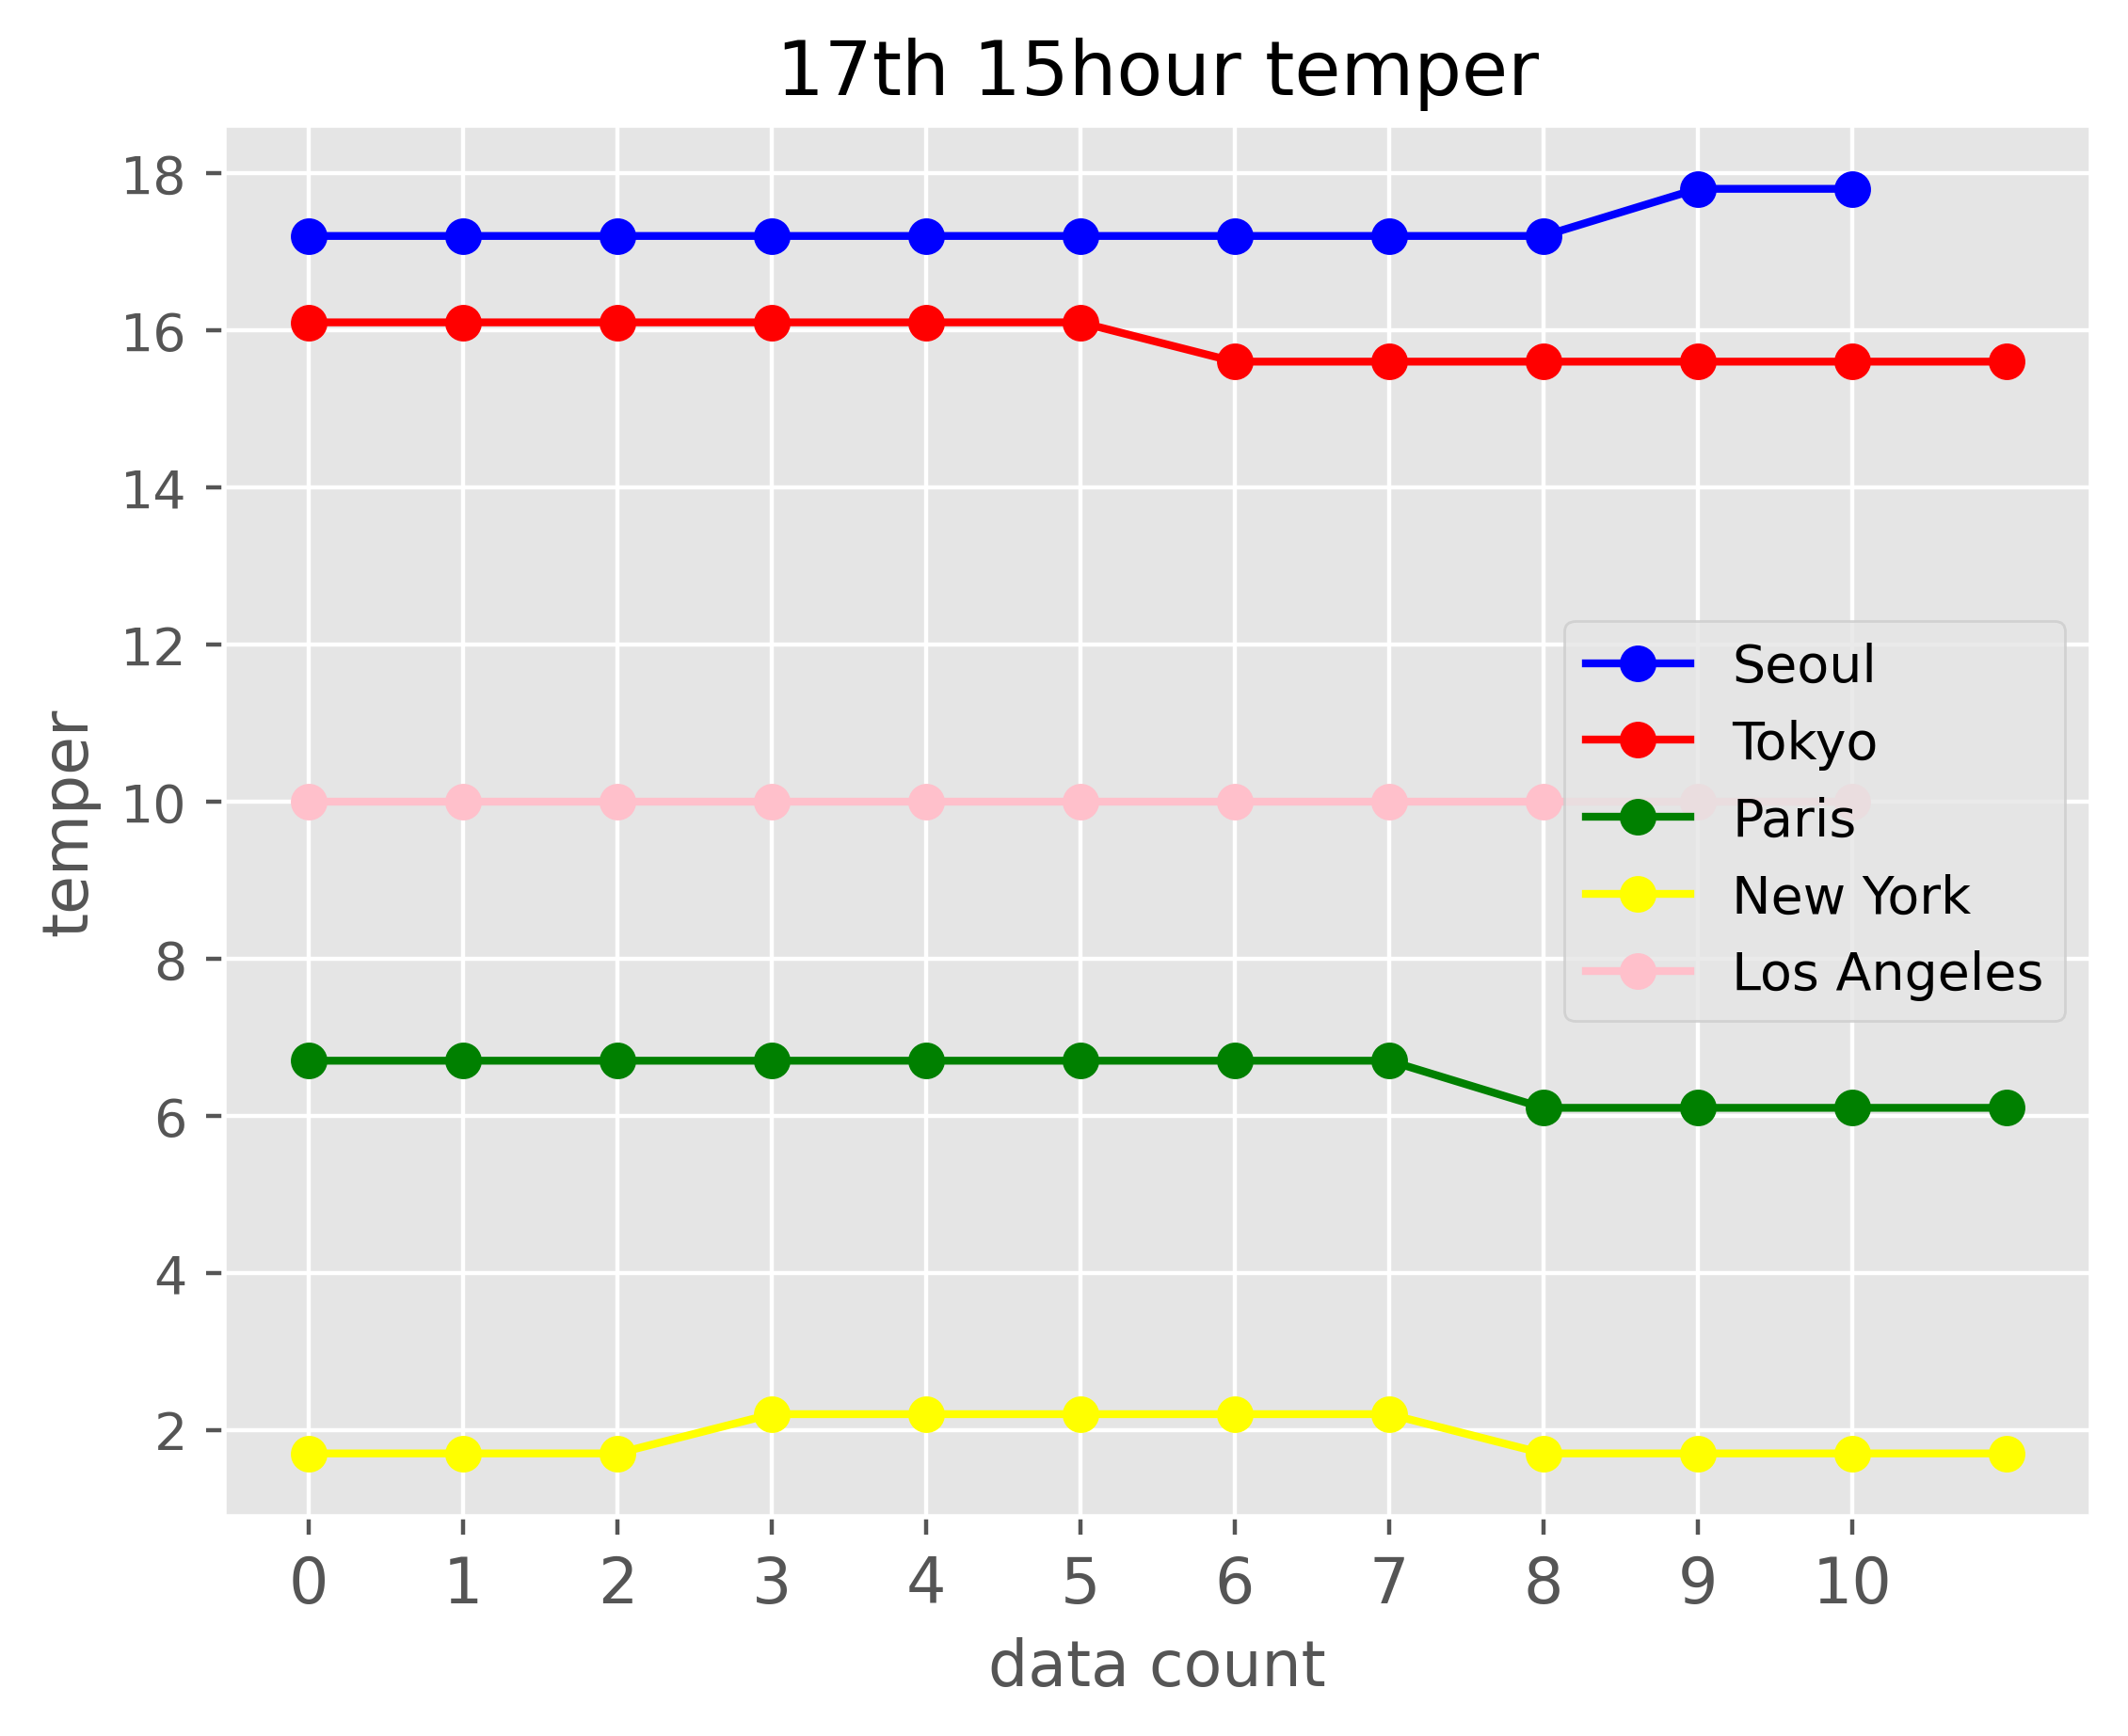 17th 15hour temper
18
16
14
12
10
8
6
4
2
temper
Seoul
Tokyo
Paris
New York
Los Angeles
0 1 2 3 4 5 6 7 8 9 10
data count